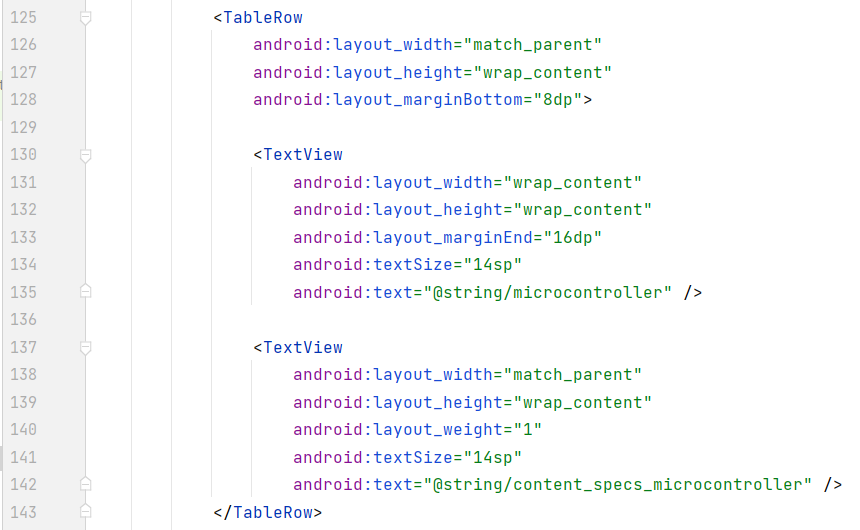 125 <TableRow
126 android:layout_width="match_parent"
127 android:layout_height="wrap_content"
128 android:layout_marginBottom="8dp">
129
130 <TextView
131 android:layout_width="wrap_content"
132 android:layout_height="wrap_content"
133 android:layout_marginEnd="16dp"
134 android:textSize="14sp"
135 android:text="@string/microcontroller" />
136
137 <TextView
138 android:layout_width="match_parent"
139 android:layout_height="wrap_content"
140 android:layout_weight="1"
141 android:textSize="14sp"
142 android:text="@string/content_specs_microcontroller" />
143 </TableRow>